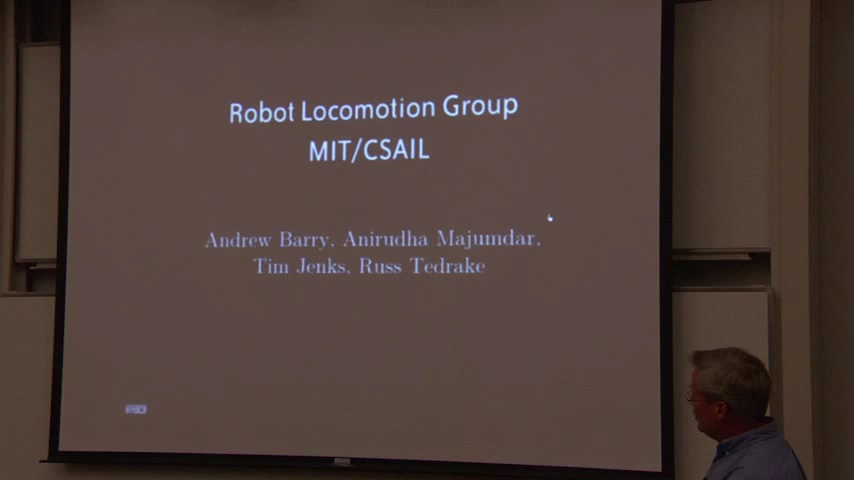 Robot Locomotion Group
MIT/CSAIL
Andrew Barry, Anirudha Majumdar,
Tim Jenks, Russ Tedrake